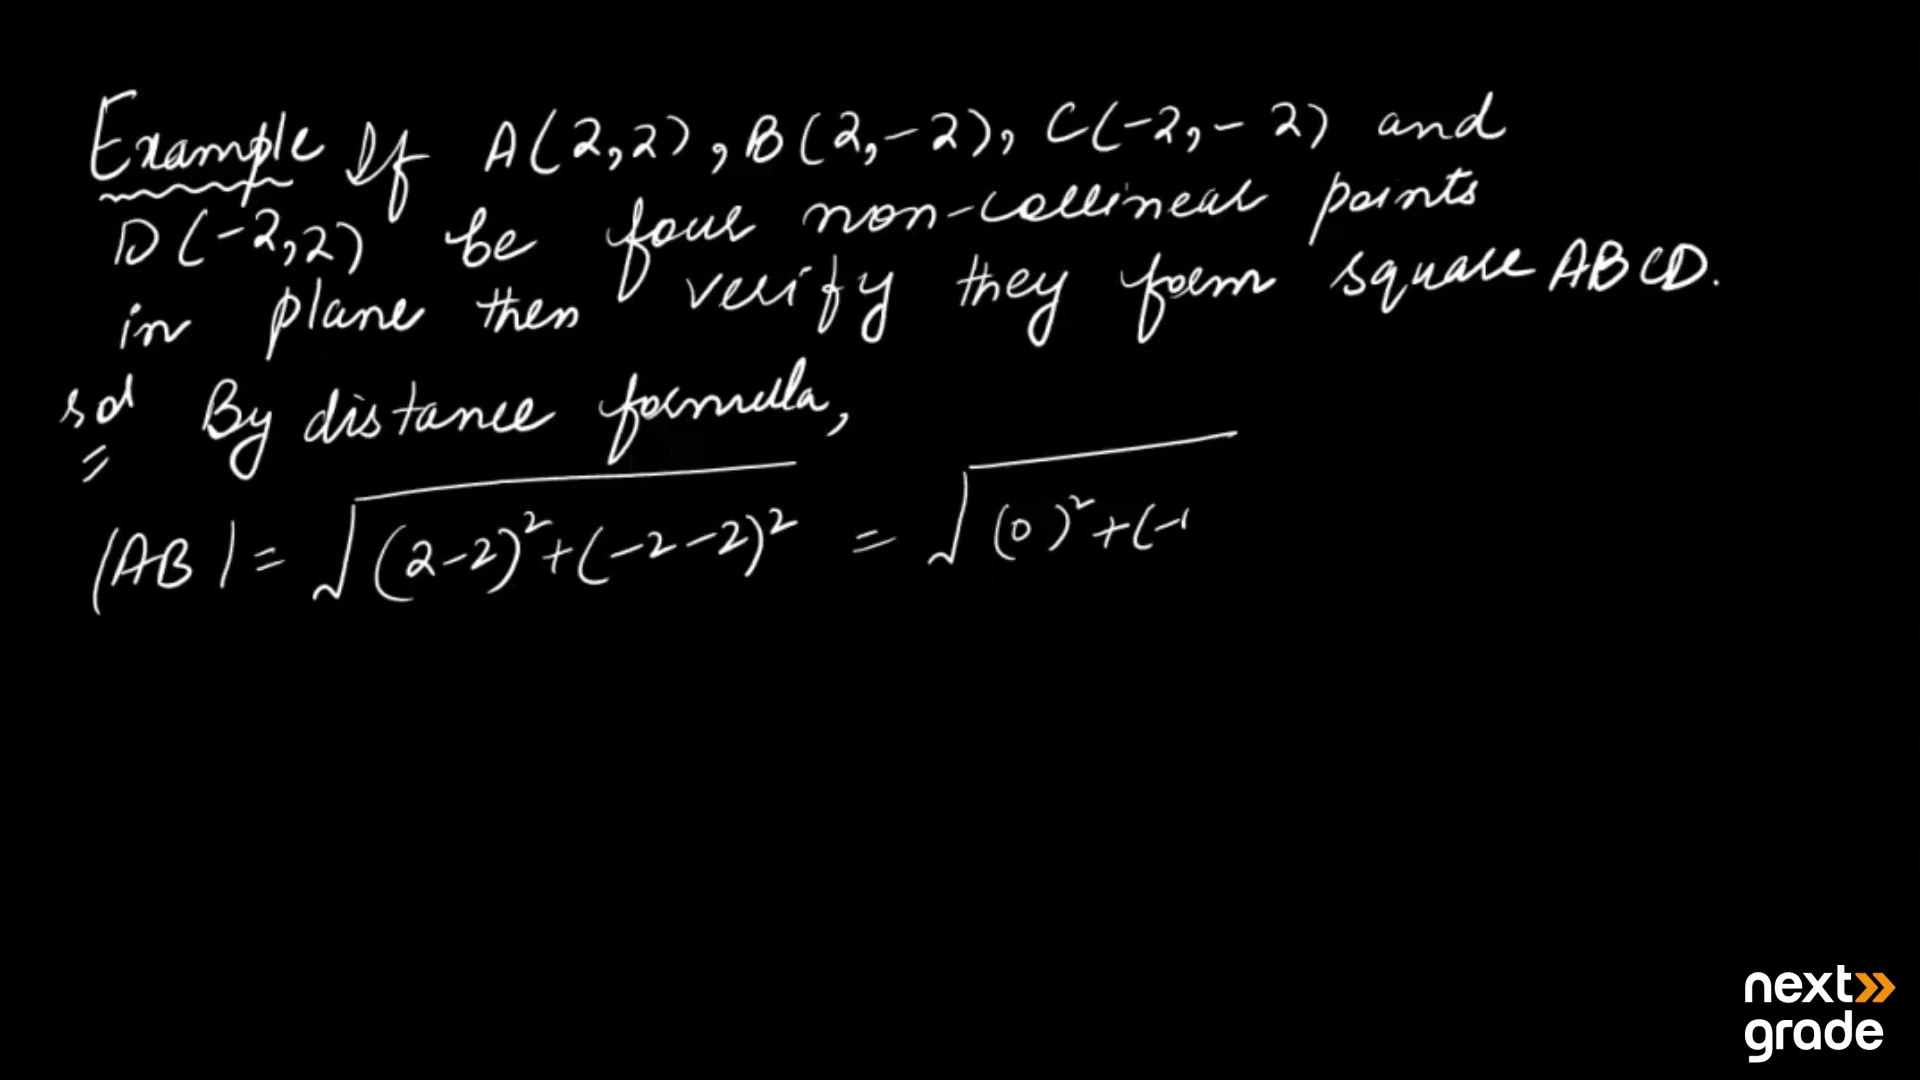 Example If A(2,2), B(2,-2), C(-2,-2) and
D(-2,2) be four non-collinear points
in plane then verify they form square ABCD.
sol By distance formula,
|AB| = √(2-2)²+(-2-2)² = √(0)²+(-
next
grade